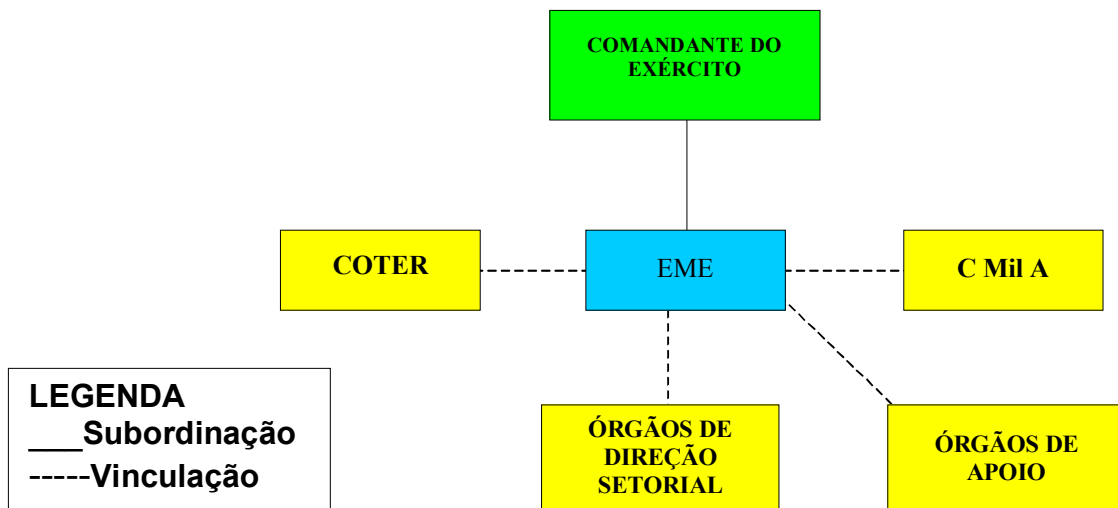 COMANDANTE DO
EXÉRCITO
COTER
EME
C Mil A
LEGENDA
___Subordinação
-----Vinculação
ÓRGÃOS DE
DIREÇÃO
SETORIAL
ÓRGÃOS DE
APOIO